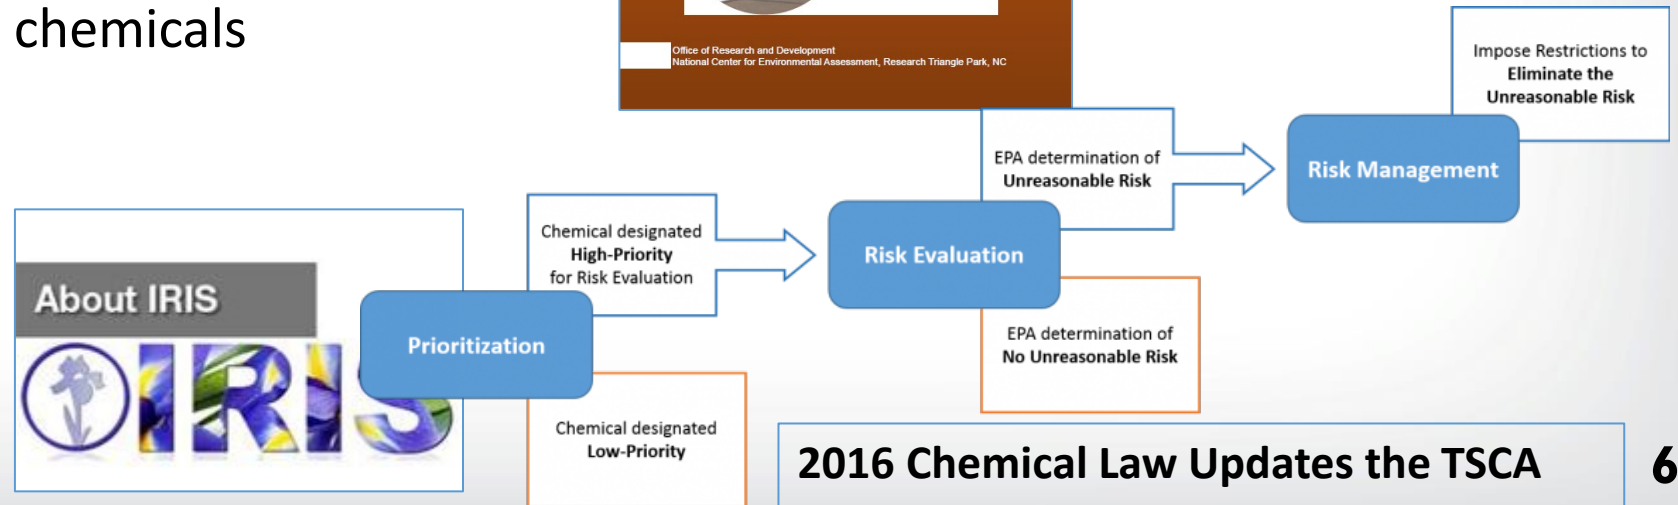 chemicals
Office of Research and Development
National Center for Environmental Assessment, Research Triangle Park, NC
Impose Restrictions to
Eliminate the
Unreasonable Risk
Risk Management
EPA determination of
Unreasonable Risk
Chemical designated
High-Priority
for Risk Evaluation
Risk Evaluation
About IRIS
IRIS
Prioritization
EPA determination of
No Unreasonable Risk
Chemical designated
Low-Priority
2016 Chemical Law Updates the TSCA
6